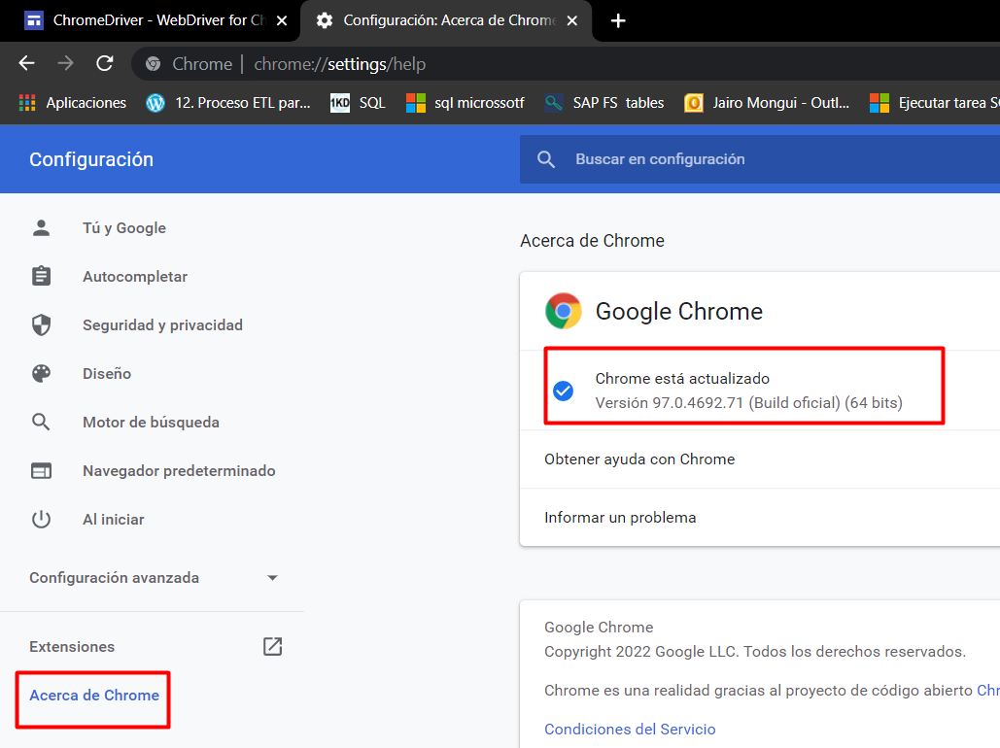 ChromeDriver - WebDriver for Ch
Configuración: Acerca de Chrome
Chrome | chrome://settings/help
Aplicaciones
12. Proceso ETL par...
1KD SQL
sql microssotf
SAP FS tables
Jairo Mongui - Outl...
Ejecutar tarea SQ
Configuración
Buscar en configuración
Tú y Google
Autocompletar
Seguridad y privacidad
Diseño
Motor de búsqueda
Navegador predeterminado
Al iniciar
Configuración avanzada
Extensiones
Acerca de Chrome
Acerca de Chrome
Google Chrome
Chrome está actualizado
Versión 97.0.4692.71 (Build oficial) (64 bits)
Obtener ayuda con Chrome
Informar un problema
Google Chrome
Copyright 2022 Google LLC. Todos los derechos reservados.
Chrome es una realidad gracias al proyecto de código abierto Chr
Condiciones del Servicio